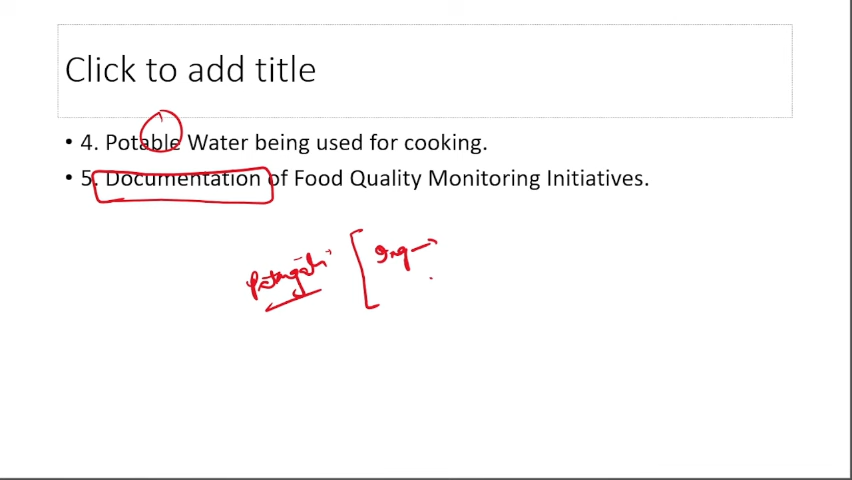 Click to add title
• 4. Potable Water being used for cooking.
• 5. Documentation of Food Quality Monitoring Initiatives.